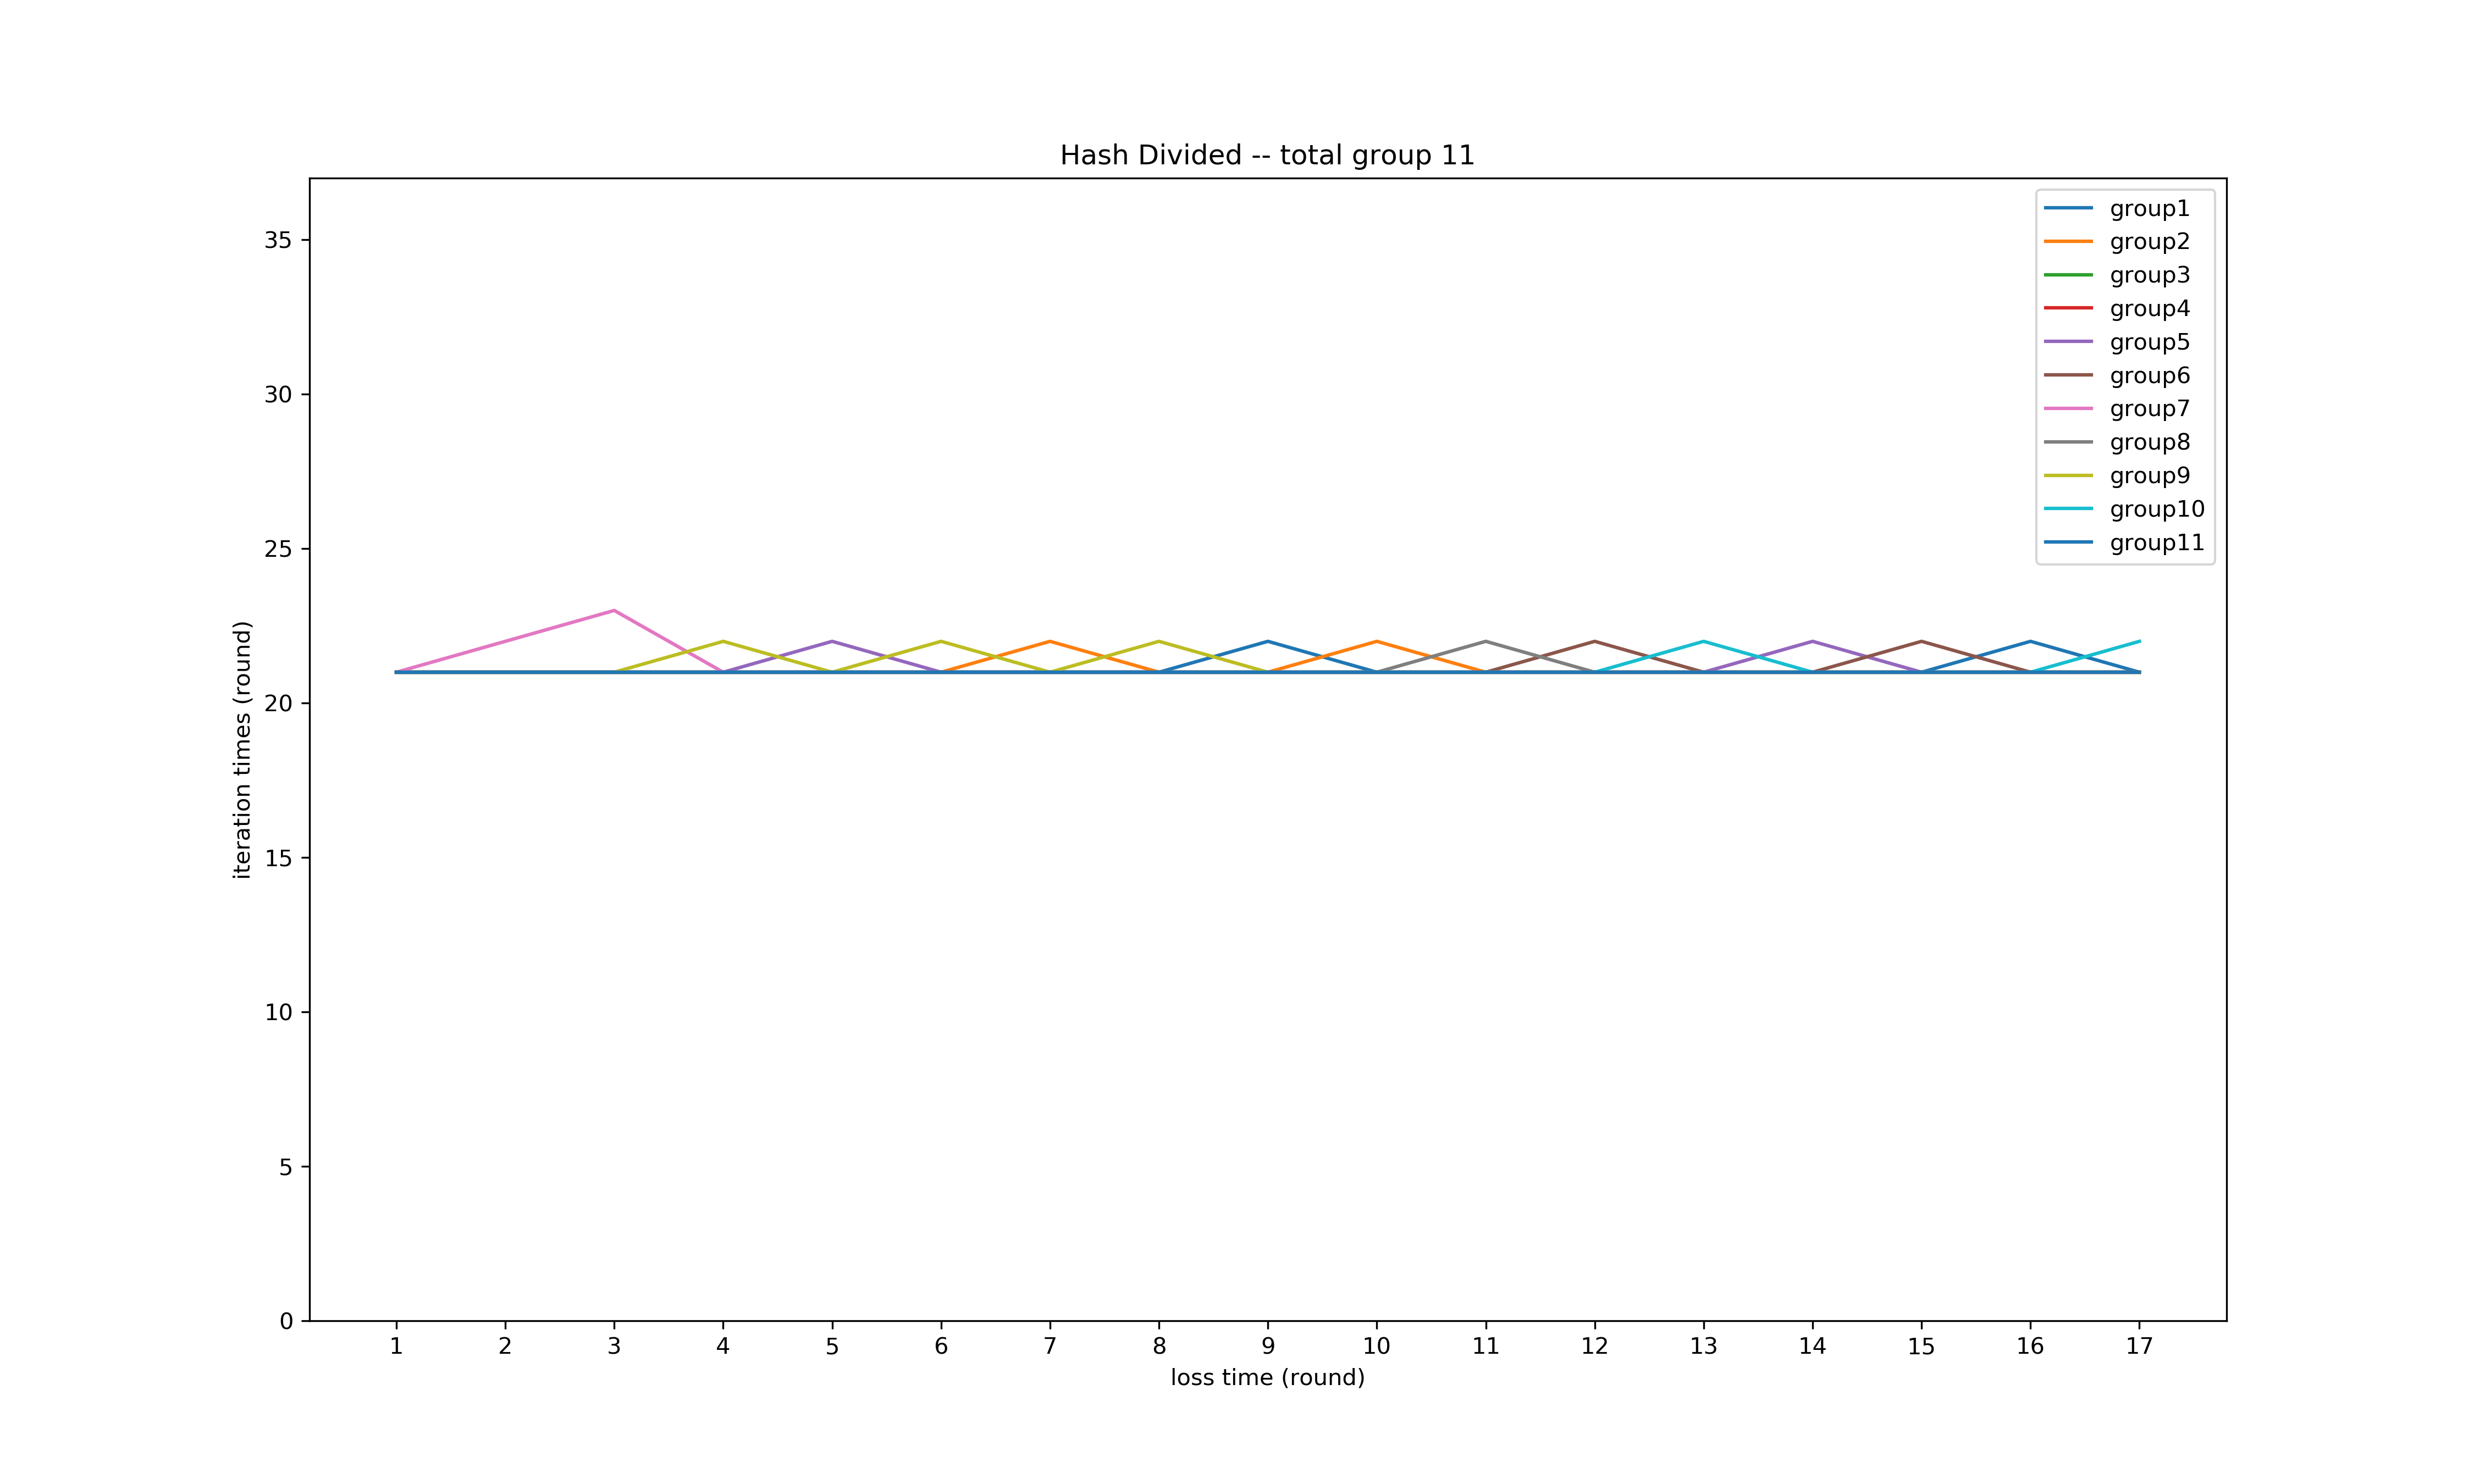 Hash Divided -- total group 11
group1
group2
group3
group4
group5
group6
group7
group8
group9
group10
group11
iteration times (round)
35
30
25
20
15
10
5
0
1 2 3 4 5 6 7 8 9 10 11 12 13 14 15 16 17
loss time (round)